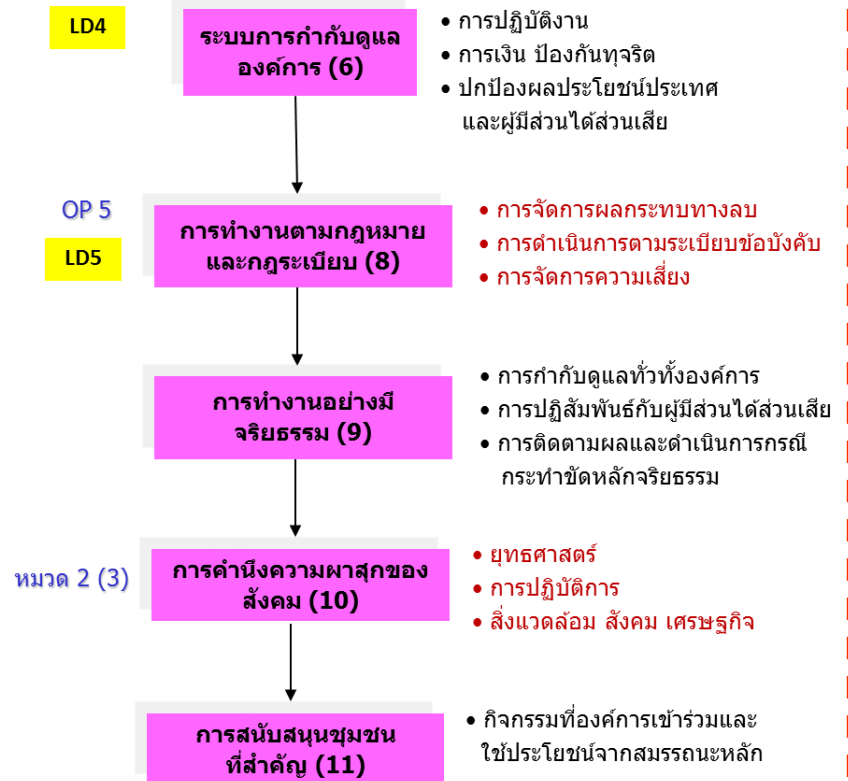 LD4
ระบบการกำกับดูแล
องค์การ (6)
• การปฏิบัติงาน
• การเงิน ป้องกันทุจริต
• ปกป้องผลประโยชน์ประเทศ
และผู้มีส่วนได้ส่วนเสีย
OP 5
LD5
การทำงานตามกฎหมาย
และกฎระเบียบ (8)
• การจัดการผลกระทบทางลบ
• การดำเนินการตามระเบียบข้อบังคับ
• การจัดการความเสี่ยง
การทำงานอย่างมี
จริยธรรม (9)
• การกำกับดูแลทั่วทั้งองค์การ
• การปฏิสัมพันธ์กับผู้มีส่วนได้ส่วนเสีย
• การติดตามผลและดำเนินการกรณี
กระทำขัดหลักจริยธรรม
หมวด 2 (3)
การคำนึงความผาสุกของ
สังคม (10)
• ยุทธศาสตร์
• การปฏิบัติการ
• สิ่งแวดล้อม สังคม เศรษฐกิจ
การสนับสนุนชุมชน
ที่สำคัญ (11)
• กิจกรรมที่องค์การเข้าร่วมและ
ใช้ประโยชน์จากสมรรถนะหลัก